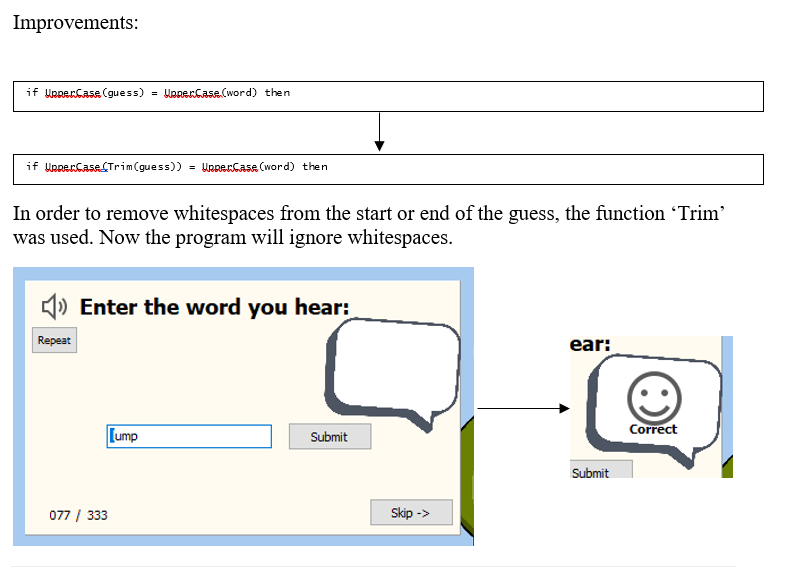 Improvements:
if UpperCase(guess) = UpperCase(word) then
if UpperCase(Trim(guess)) = UpperCase(word) then
In order to remove whitespaces from the start or end of the guess, the function ‘Trim’
was used. Now the program will ignore whitespaces.
Enter the word you hear:
Repeat
ump
Submit
077 / 333
Skip ->
ear:
Correct
Submit